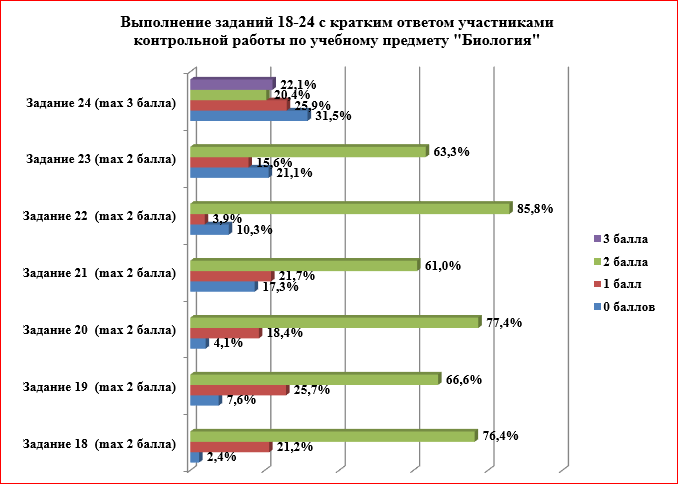 Выполнение заданий 18-24 с кратким ответом участниками
контрольной работы по учебному предмету "Биология"
Задание 24 (max 3 балла)
22,1%
20,4%
25,9%
31,5%
Задание 23 (max 2 балла)
63,3%
15,6%
21,1%
Задание 22  (max 2 балла)
85,8%
3,9%
10,3%
Задание 21  (max 2 балла)
61,0%
21,7%
17,3%
Задание 20  (max 2 балла)
77,4%
18,4%
4,1%
Задание 19  (max 2 балла)
66,6%
25,7%
7,6%
Задание 18  (max 2 балла)
76,4%
21,2%
2,4%
3 балла
2 балла
1 балл
0 баллов